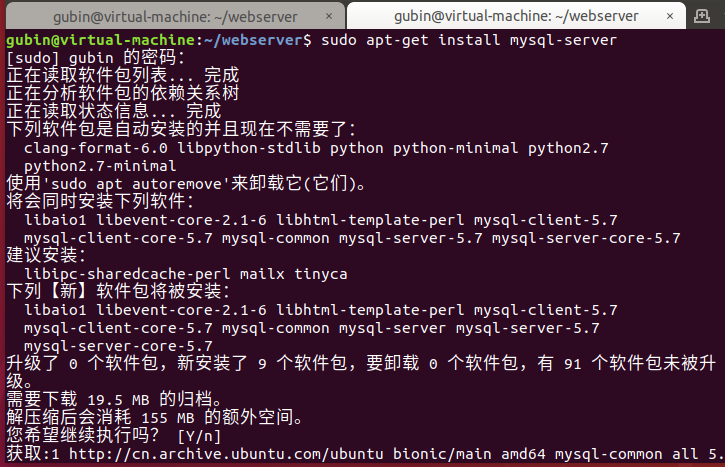 gubin@virtual-machine: ~/webserver × gubin@virtual-machine: ~/webserver ×
gubin@virtual-machine:~/webserver$ sudo apt-get install mysql-server
[sudo] gubin 的密码：
正在读取软件包列表... 完成
正在分析软件包的依赖关系树
正在读取状态信息... 完成
下列软件包是自动安装的并且现在不需要了：
clang-format-6.0 libpython-stdlib python python-minimal python2.7
python2.7-minimal
使用'sudo apt autoremove'来卸载它(它们)。
将会同时安装下列软件：
libaio1 libevent-core-2.1-6 libhtml-template-perl mysql-client-5.7
mysql-client-core-5.7 mysql-common mysql-server-5.7 mysql-server-core-5.7
建议安装：
libipc-sharedcache-perl mailx tinyca
下列【新】软件包将被安装：
libaio1 libevent-core-2.1-6 libhtml-template-perl mysql-client-5.7
mysql-client-core-5.7 mysql-common mysql-server mysql-server-5.7
mysql-server-core-5.7
升级了 0 个软件包，新安装了 9 个软件包，要卸载 0 个软件包，有 91 个软件包未被升
级。
需要下载 19.5 MB 的归档。
解压缩后会消耗 155 MB 的额外空间。
您希望继续执行吗？ [Y/n]
获取:1 http://cn.archive.ubuntu.com/ubuntu bionic/main amd64 mysql-common all 5.